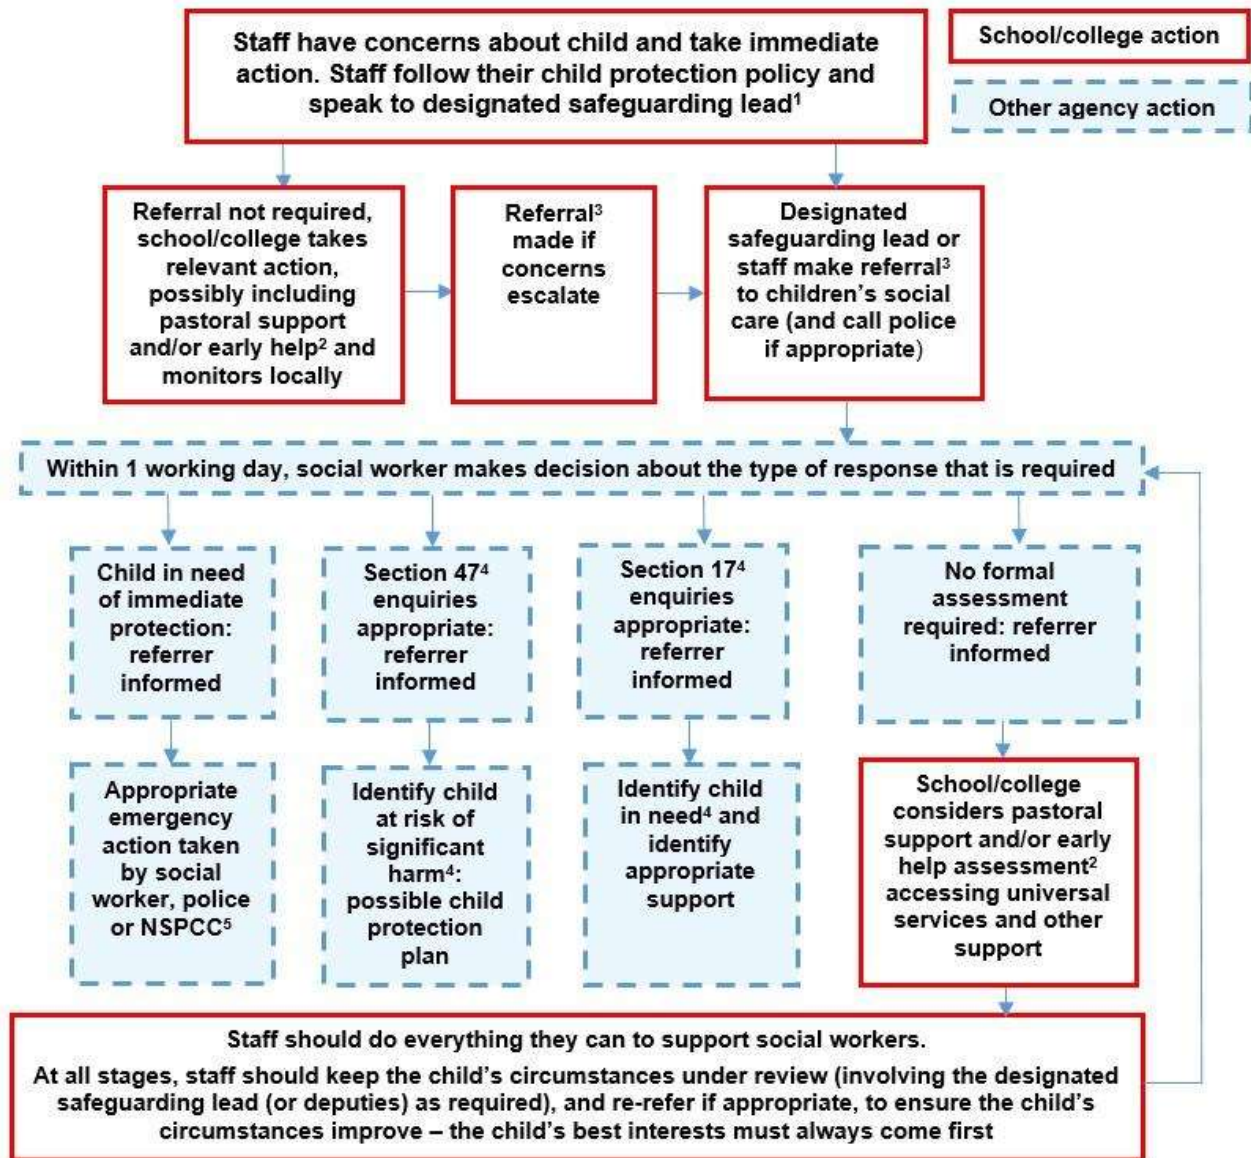 Staff have concerns about child and take immediate
action. Staff follow their child protection policy and
speak to designated safeguarding lead¹
School/college action
Other agency action
Referral not required,
school/college takes
relevant action,
possibly including
pastoral support
and/or early help² and
monitors locally
Referral³
made if
concerns
escalate
Designated
safeguarding lead or
staff make referral³
to children’s social
care (and call police
if appropriate)
Within 1 working day, social worker makes decision about the type of response that is required
Child in need
of immediate
protection:
referrer
informed
Section 47⁴
enquiries
appropriate:
referrer
informed
Section 17⁴
enquiries
appropriate:
referrer
informed
No formal
assessment
required: referrer
informed
Appropriate
emergency
action taken
by social
worker, police
or NSPCC⁵
Identify child
at risk of
significant
harm⁴:
possible child
protection
plan
Identify child
in need⁴ and
identify
appropriate
support
School/college
considers pastoral
support and/or early
help assessment²
accessing universal
services and other
support
Staff should do everything they can to support social workers.
At all stages, staff should keep the child’s circumstances under review (involving the designated
safeguarding lead (or deputies) as required), and re-refer if appropriate, to ensure the child’s
circumstances improve – the child’s best interests must always come first